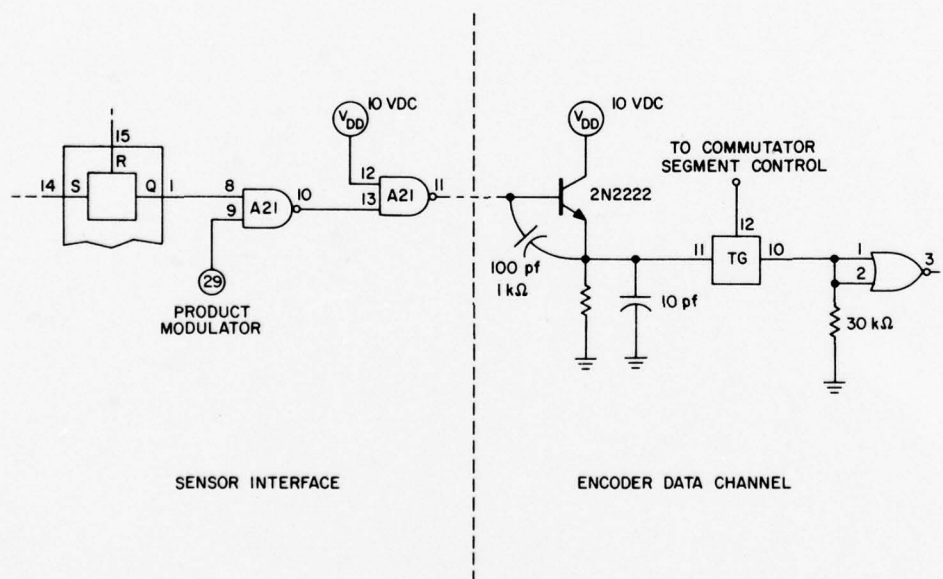 10 VDC
VDD
10 VDC
VDD
TO COMMUTATOR
SEGMENT CONTROL
15
R
14
S
Q
1
8
9
A21
10
12
13
A21
11
2N2222
12
11
TG
10
1
2
3
100 pf
1 kΩ
10 pf
30 kΩ
29
PRODUCT
MODULATOR
SENSOR INTERFACE
ENCODER DATA CHANNEL